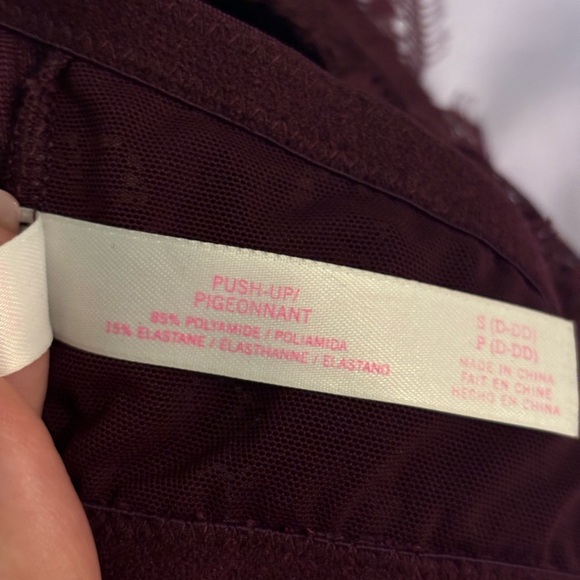 PUSH-UP/
PIGEONNANT
85% POLYAMIDE / POLIAMIDA
15% ELASTANE / ÉLASTHANNE / ELASTANO
S (D-DD)
P (D-DD)
MADE IN CHINA
FAIT EN CHINE
HECHO EN CHINA